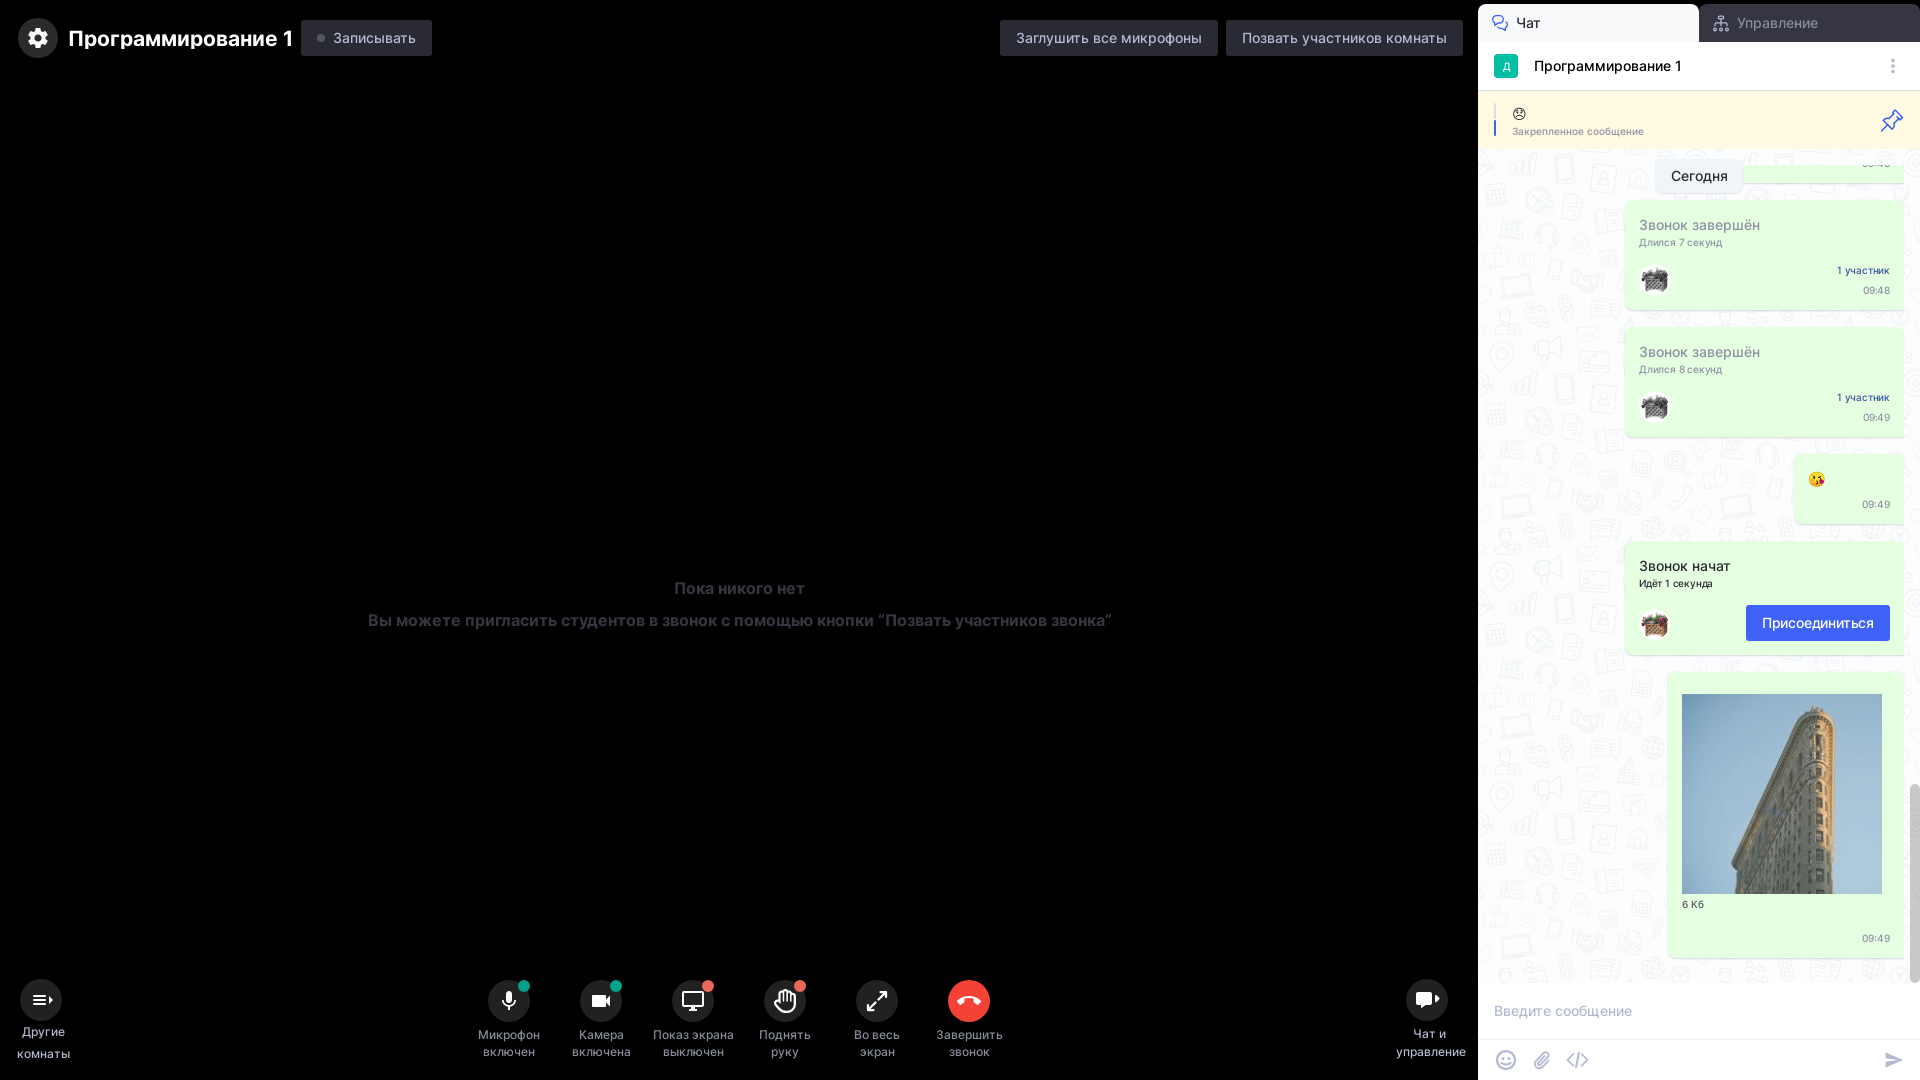 Программирование 1
Записывать
Заглушить все микрофоны
Позвать участников комнаты
Чат
Управление
Д
Программирование 1
Закрепленное сообщение
Сегодня
Звонок завершён
Длился 7 секунд
1 участник
09:48
Звонок завершён
Длился 8 секунд
1 участник
09:49
09:49
Звонок начат
Идёт 1 секунда
Присоединиться
6 Кб
09:49
Пока никого нет
Вы можете пригласить студентов в звонок с помощью кнопки “Позвать участников звонка”
Другие
комнаты
Микрофон
включен
Камера
включена
Показ экрана
выключен
Поднять
руку
Во весь
экран
Завершить
звонок
Чат и
управление
Введите сообщение